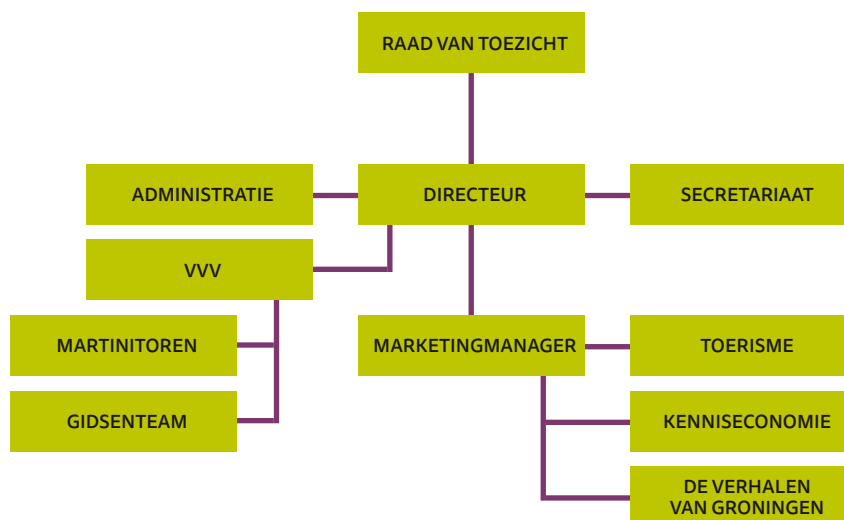 RAAD VAN TOEZICHT
ADMINISTRATIE
DIRECTEUR
SECRETARIAAT
VVV
MARTINITOREN
MARKETINGMANAGER
TOERISME
GIDSENTEAM
KENNISECONOMIE
DE VERHALEN
VAN GRONINGEN